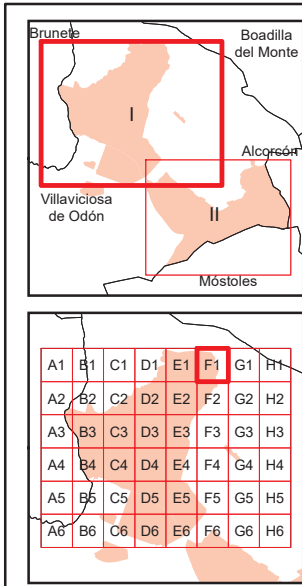 Brunete
Boadilla
del Monte
I
Alcorcón
Villaviciosa
de Odón
II
Móstoles
A1 B1 C1 D1 E1 F1 G1 H1
A2 B2 C2 D2 E2 F2 G2 H2
A3 B3 C3 D3 E3 F3 G3 H3
A4 B4 C4 D4 E4 F4 G4 H4
A5 B5 C5 D5 E5 F5 G5 H5
A6 B6 C6 D6 E6 F6 G6 H6